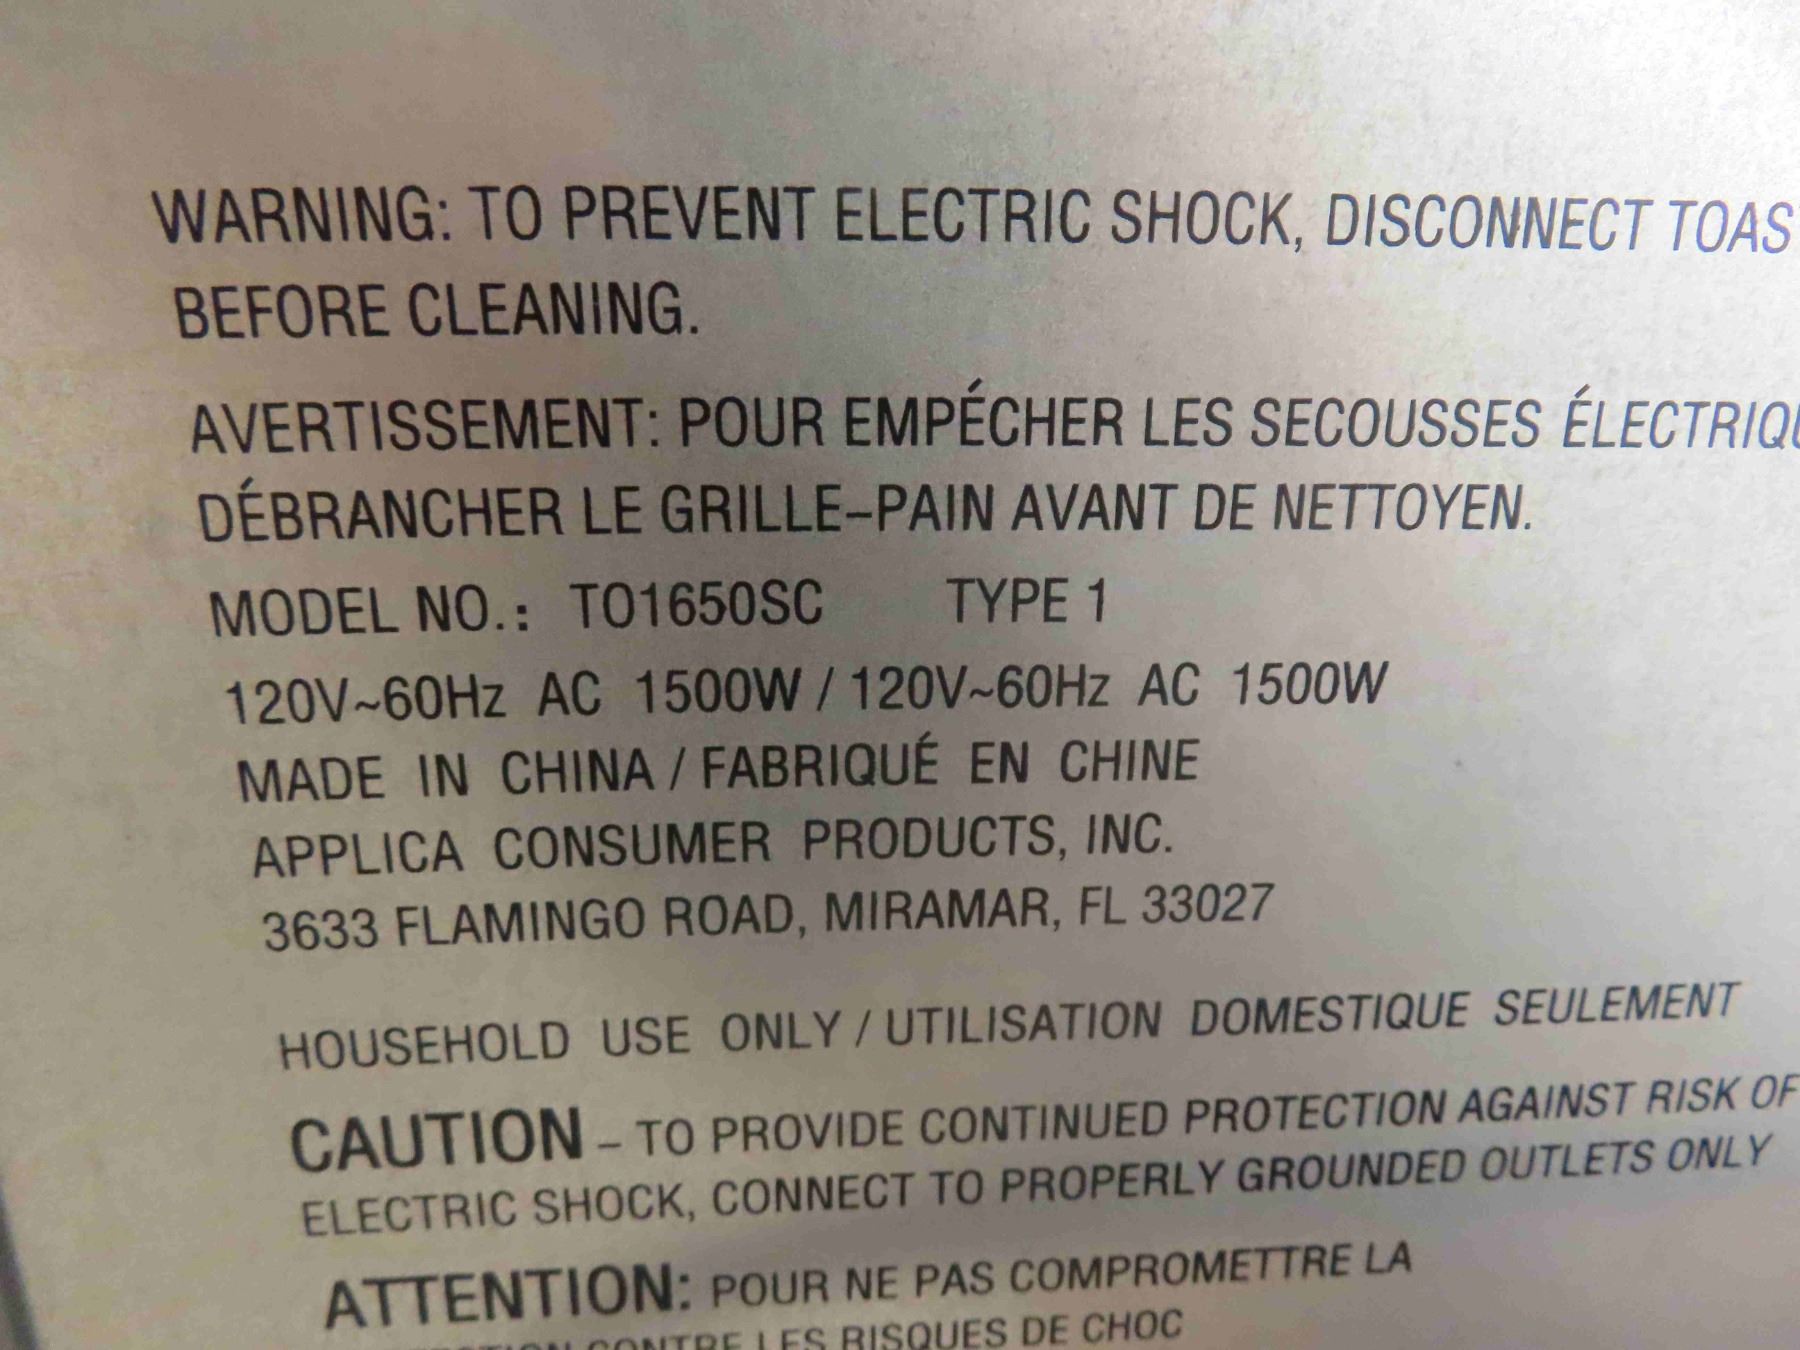 WARNING: TO PREVENT ELECTRIC SHOCK, DISCONNECT
BEFORE CLEANING.
AVERTISSEMENT: POUR EMPÉCHER LES SECOUSSES
DÉBRANCHER LE GRILLE-PAIN AVANT DE NETTOYEN.
MODEL NO.: TO1650SC TYPE 1
120V~60Hz AC 1500W / 120V~60Hz AC 1500W
MADE IN CHINA / FABRIQUÉ EN CHINE
APPLICA CONSUMER PRODUCTS, INC.
3633 FLAMINGO ROAD, MIRAMAR, FL 33027
HOUSEHOLD USE ONLY / UTILISATION DOMESTIQUE SEULEMENT
CAUTION – TO PROVIDE CONTINUED PROTECTION AGAINST RISK OF
ELECTRIC SHOCK, CONNECT TO PROPERLY GROUNDED OUTLETS ONLY
ATTENTION: POUR NE PAS COMPROMETTRE LA
CONTRE LES RISQUES DE CHOC